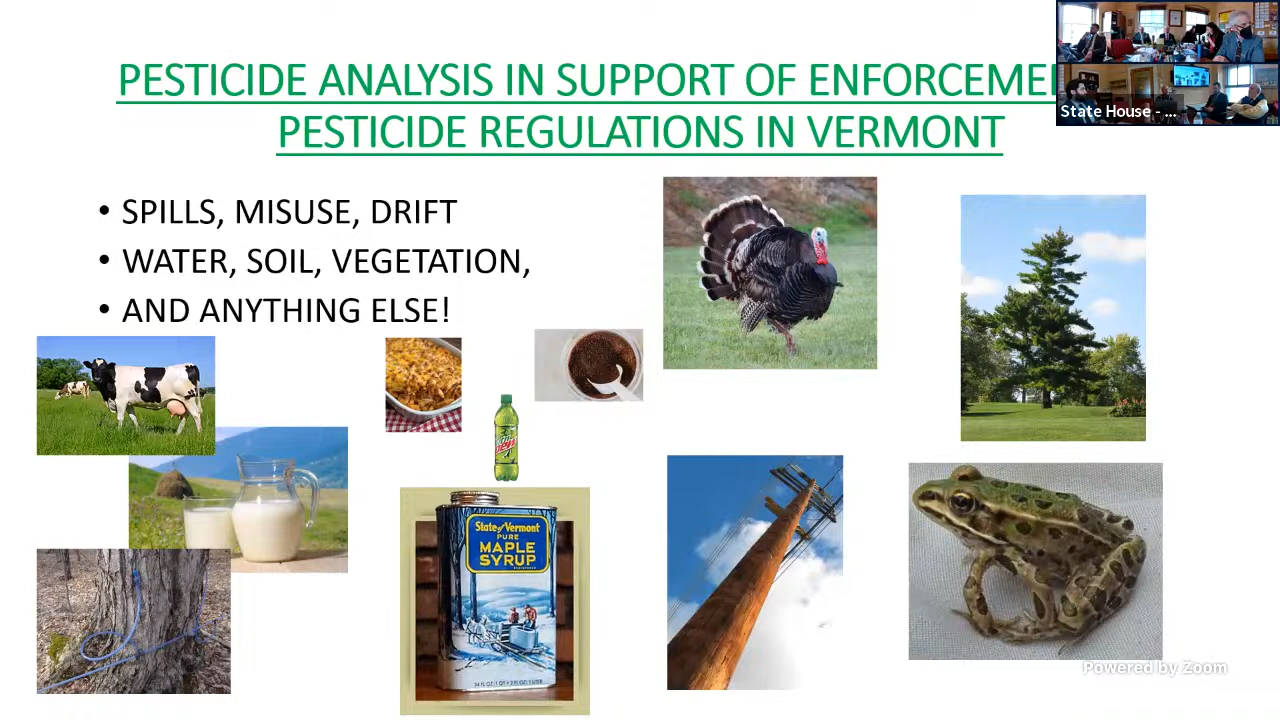 PESTICIDE ANALYSIS IN SUPPORT OF ENFORCEME
PESTICIDE REGULATIONS IN VERMONT
State House - ...
• SPILLS, MISUSE, DRIFT
• WATER, SOIL, VEGETATION,
• AND ANYTHING ELSE!
State of Vermont
PURE
MAPLE
SYRUP
Powered by Zoom